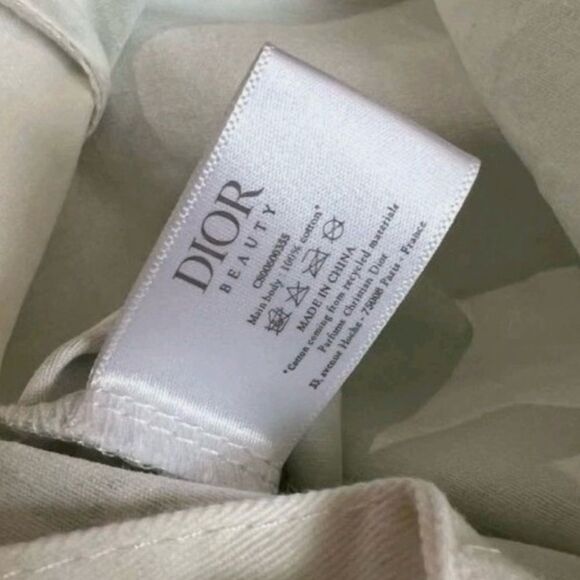 DIOR
BEAUTY
C800600355
Main body : 100% cotton*
MADE IN CHINA
*Cotton coming from recycled materials
Parfums Christian Dior
33, avenue Hoche - 75008 Paris - France